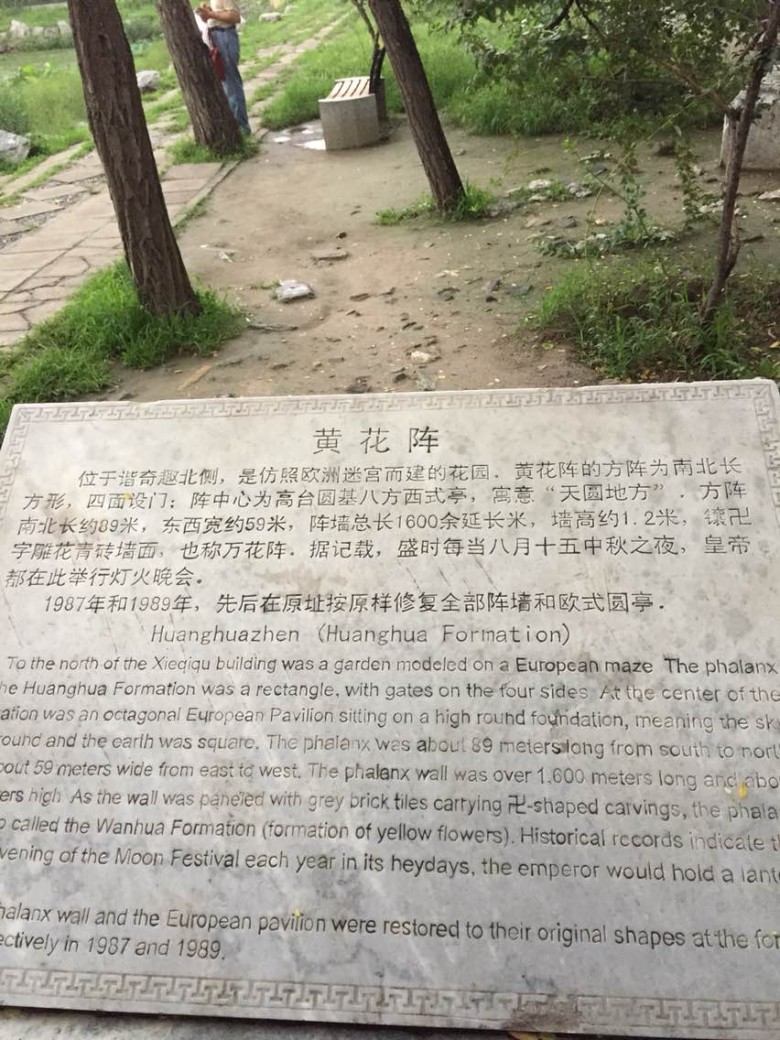 黄花阵
位于谐奇趣北侧，是仿照欧洲迷宫而建的花园．黄花阵的方阵为南北长
方形，四面设门；阵中心为高台圆基八方西式亭，寓意“天圆地方”．方阵
南北长约89米，东西宽约59米，阵墙总长1600余延长米，墙高约1.2米，镶卍
字雕花青砖墙面，也称万花阵．据记载，盛时每当八月十五中秋之夜，皇帝
都在此举行灯火晚会。
1987年和1989年，先后在原址按原样修复全部阵墙和欧式圆亭．
Huanghuazhen (Huanghua Formation)
To the north of the Xieqiqu building was a garden modeled on a European maze The phalanx
he Huanghua Formation was a rectangle, with gates on the four sides At the center of the
ation was an octagonal European Pavilion sitting on a high round foundation, meaning the sk
ound and the earth was square. The phalanx was about 89 meters long from south to nort
out 59 meters wide from east to west. The phalanx wall was over 1,600 meters long and abo
ers high As the wall was paneled with grey brick tiles carrying 卍-shaped carvings, the phala
o called the Wanhua Formation (formation of yellow flowers). Historical records indicate th
vening of the Moon Festival each year in its heydays, the emperor would hold a lante
halanx wall and the European pavilion were restored to their original shapes at the for
ectively in 1987 and 1989.